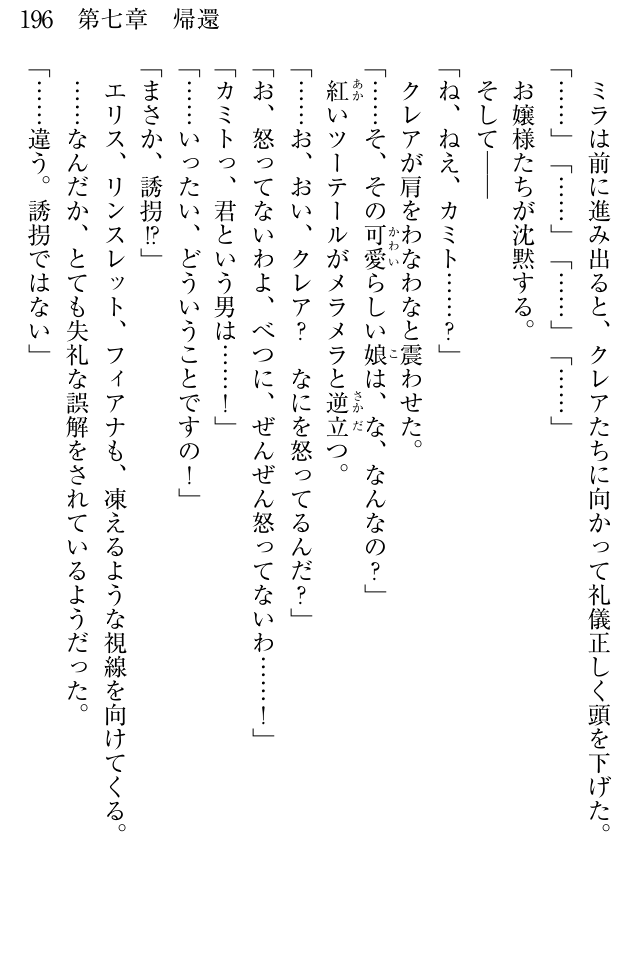 196　第七章　帰還
　ミラは前に進み出ると、クレアたちに向かって礼儀正しく頭を下げた。
「……」「……」「……」「……」
　お嬢様たちが沈黙する。
　そして――
「ね、ねえ、カミト……?」
　クレアが肩をわなわなと震わせた。
「……そ、その可愛らしい娘は、な、なんなの?」
　紅いツーテールがメラメラと逆立つ。
「……お、おい、クレア?　なにを怒ってるんだ?」
「お、怒ってないわよ、べつに、ぜんぜん怒ってないわ……!」
「カミトっ、君という男は……!」
「……いったい、どういうことですの!」
「まさか、誘拐!?」
　エリス、リンスレット、フィアナも、凍えるような視線を向けてくる。
　……なんだか、とても失礼な誤解をされているようだった。
「……違う。誘拐ではない」